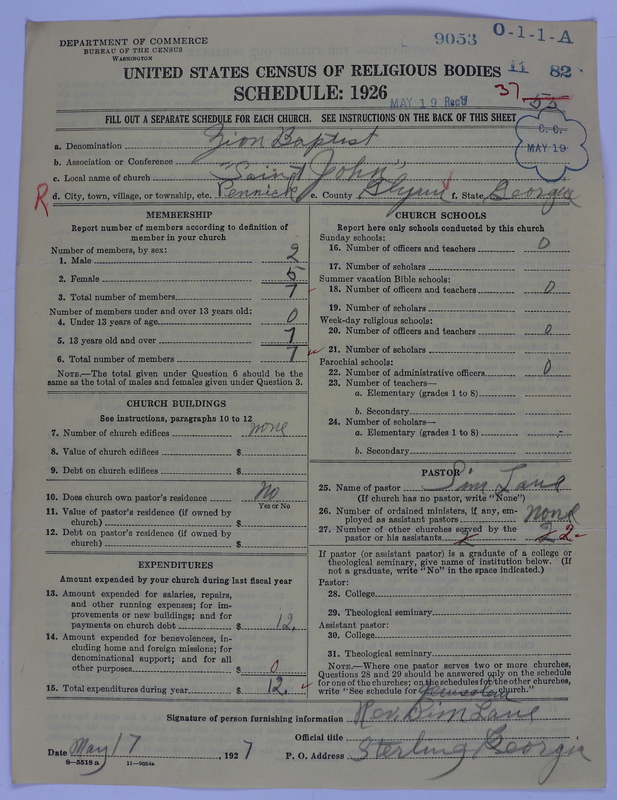 DEPARTMENT OF COMMERCE
BUREAU OF THE CENSUS
WASHINGTON
9053 0-1-1-A
UNITED STATES CENSUS OF RELIGIOUS BODIES 11 82
SCHEDULE: 1926
MAY 19 Rec'd 37 55
FILL OUT A SEPARATE SCHEDULE FOR EACH CHURCH. SEE INSTRUCTIONS ON THE BACK OF THIS SHEET
C. C.
MAY 19
a. Denomination Zion Baptist
b. Association or Conference
c. Local name of church "Saint John"
R d. City, town, village, or township, etc. Pennick e. County Glynn f. State Georgia
MEMBERSHIP
Report number of members according to definition of
member in your church
Number of members, by sex:
1. Male 2
2. Female 5
3. Total number of members 7
Number of members under and over 13 years old:
4. Under 13 years of age 0
5. 13 years old and over 7
6. Total number of members 7
NOTE.—The total given under Question 6 should be
same as the total of males and females given under Question 3.
CHURCH BUILDINGS
See instructions, paragraphs 10 to 12
7. Number of church edifices none
8. Value of church edifices $
9. Debt on church edifices $
10. Does church own pastor's residence No
Yes or No
11. Value of pastor's residence (if owned by
church) $
12. Debt on pastor's residence (if owned by
church) $
EXPENDITURES
Amount expended by your church during last fiscal year
13. Amount expended for salaries, repairs,
and other running expenses; for im-
provements or new buildings; and for
payments on church debt $ 12.
14. Amount expended for benevolences, in-
cluding home and foreign missions; for
denominational support; and for all
other purposes $ 0
15. Total expenditures during year $ 12.
CHURCH SCHOOLS
Report here only schools conducted by this church
Sunday schools:
16. Number of officers and teachers 0
17. Number of scholars
Summer vacation Bible schools:
18. Number of officers and teachers 0
19. Number of scholars
Week-day religious schools:
20. Number of officers and teachers 0
21. Number of scholars
Parochial schools:
22. Number of administrative officers 0
23. Number of teachers—
a. Elementary (grades 1 to 8)
b. Secondary
24. Number of scholars—
a. Elementary (grades 1 to 8)
b. Secondary
PASTOR
25. Name of pastor Sim Lane
(If church has no pastor, write "None")
26. Number of ordained ministers, if any, em-
ployed as assistant pastors none
27. Number of other churches served by the
pastor or his assistants 2 2 2
If pastor (or assistant pastor) is a graduate of a college or
theological seminary, give name of institution below. (If
not a graduate, write "No" in the space indicated.)
Pastor:
28. College
29. Theological seminary
Assistant pastor:
30. College
31. Theological seminary
NOTE.—Where one pastor serves two or more churches,
Questions 28 and 29 should be answered only on the schedule
for one of the churches; on the schedules for the other churches,
write "See schedule for Jerusalem church."
Signature of person furnishing information Rev. Sim Lane
Official title
Date May 17, 1927 P. O. Address Sterling Georgia
8—5518 a 11—9064a